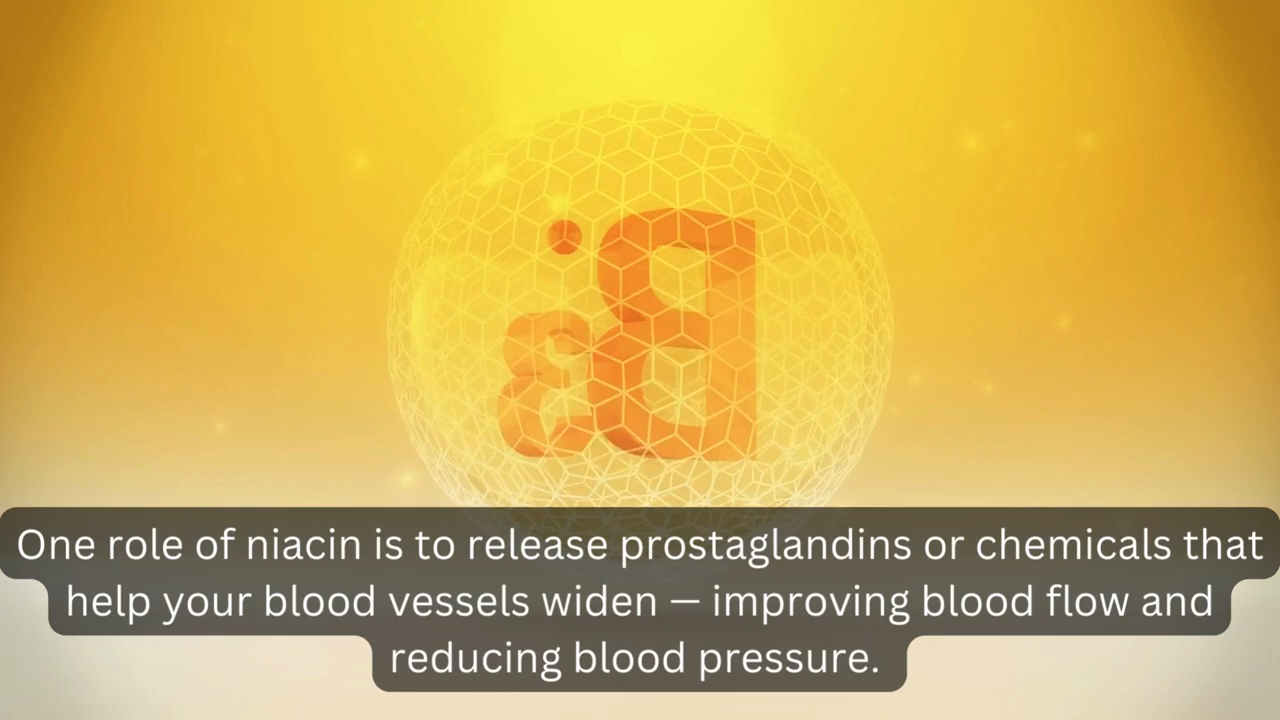 B3
One role of niacin is to release prostaglandins or chemicals that
help your blood vessels widen — improving blood flow and
reducing blood pressure.